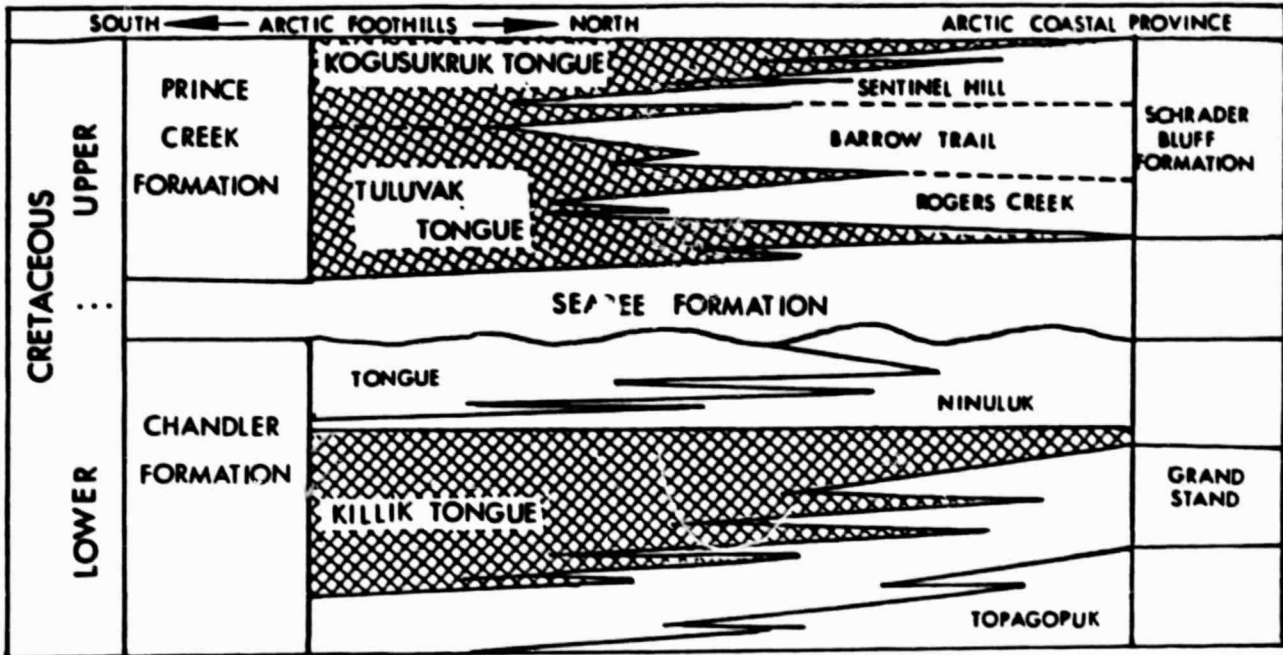 SOUTH ARCTIC FOOTHILLS NORTH ARCTIC COASTAL PROVINCE
CRETACEOUS
UPPER
LOWER
PRINCE
CREEK
FORMATION
KOGUSUKRUK TONGUE
SENTINEL HILL
BARROW TRAIL
TULUVAK
TONGUE
ROGERS CREEK
SCHRADER
BLUFF
FORMATION
FORMATION
CHANDLER
FORMATION
TONGUE
NINULUK
KILLIK TONGUE
GRAND
STAND
TOPAGOPUK